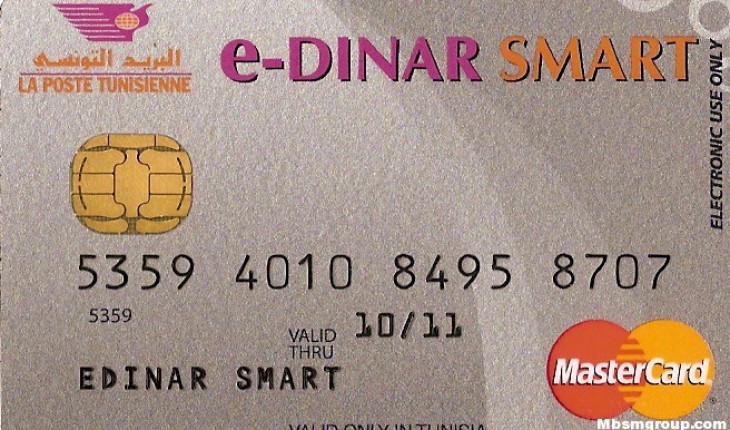 البريد التونسي
LA POSTE TUNISIENNE
e-DINAR SMART
ELECTRONIC USE ONLY
5359 4010 8495 8707
5359
VALID THRU 10/11
EDINAR SMART
MasterCard
VALID ONLY IN TUNISIA
Mbsmgroup.com